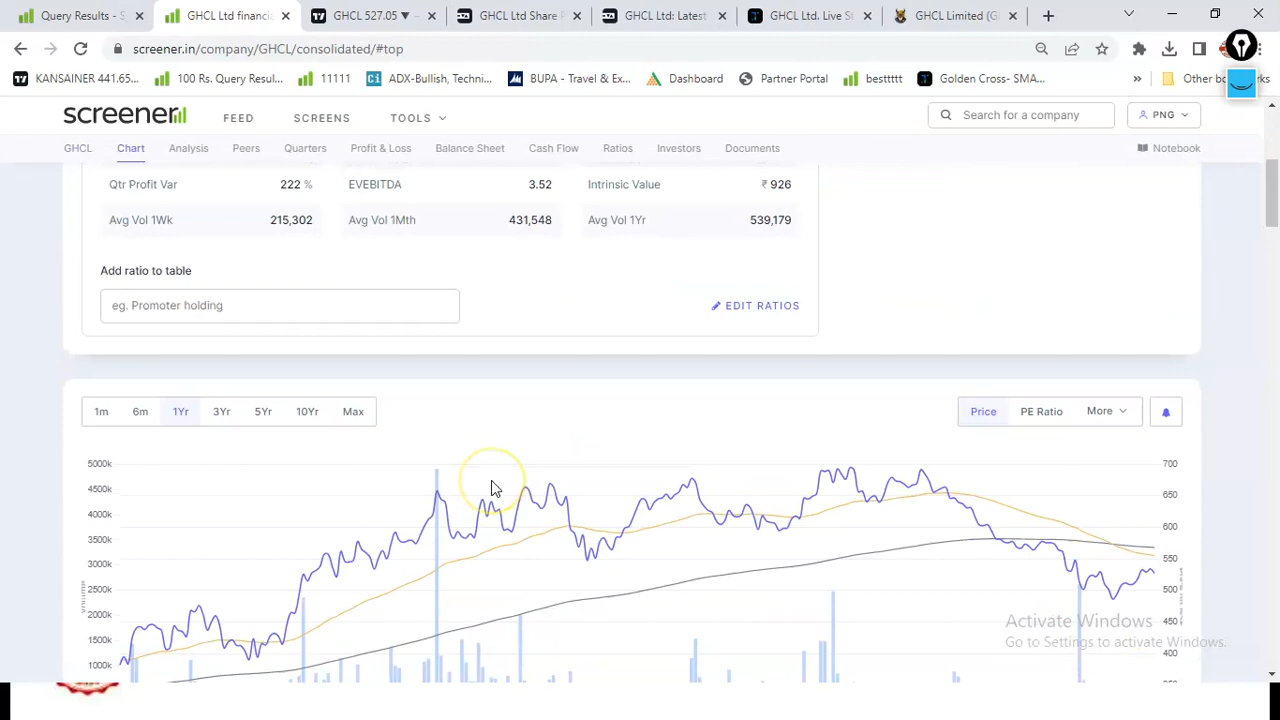 Query Results -
GHCL Ltd financia
GHCL 527.05 ▼
GHCL Ltd Share P
GHCL Ltd: Latest
GHCL Ltd. Live St
GHCL Limited (G
screener.in/company/GHCL/consolidated/#top
KANSAINER 441.65...
100 Rs. Query Resul...
11111
ADX-Bullish, Techni...
BUPA - Travel & Ex...
Dashboard
Partner Portal
besttttt
Golden Cross- SMA...
»
screener
FEED
SCREENS
TOOLS
Search for a company
PNG
GHCL
Chart
Analysis
Peers
Quarters
Profit & Loss
Balance Sheet
Cash Flow
Ratios
Investors
Documents
Notebook
Qtr Profit Var 222 %
EVEBITDA 3.52
Intrinsic Value ₹ 926
Avg Vol 1Wk 215,302
Avg Vol 1Mth 431,548
Avg Vol 1Yr 539,179
Add ratio to table
eg. Promoter holding
EDIT RATIOS
1m 6m 1Yr 3Yr 5Yr 10Yr Max
Price PE Ratio More
5000k 700
4500k 650
4000k 600
3500k
3000k 550
2500k 500
2000k 450
1500k 400
1000k
Activate Windows
Go to Settings to activate Windows.